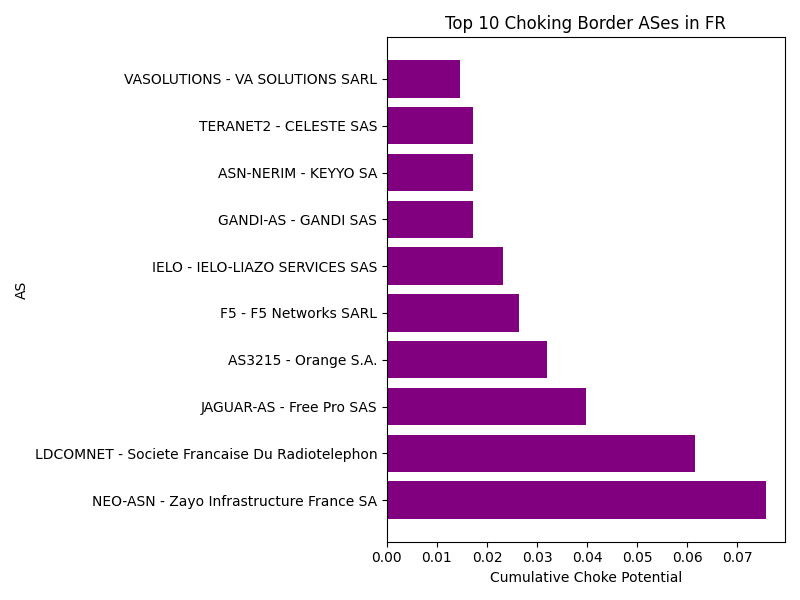 Top 10 Choking Border ASes in FR
VASOLUTIONS - VA SOLUTIONS SARL
TERANET2 - CELESTE SAS
ASN-NERIM - KEYYO SA
GANDI-AS - GANDI SAS
IELO - IELO-LIAZO SERVICES SAS
F5 - F5 Networks SARL
AS3215 - Orange S.A.
JAGUAR-AS - Free Pro SAS
LDCOMNET - Societe Francaise Du Radiotelephon
NEO-ASN - Zayo Infrastructure France SA
AS
0.00 0.01 0.02 0.03 0.04 0.05 0.06 0.07
Cumulative Choke Potential